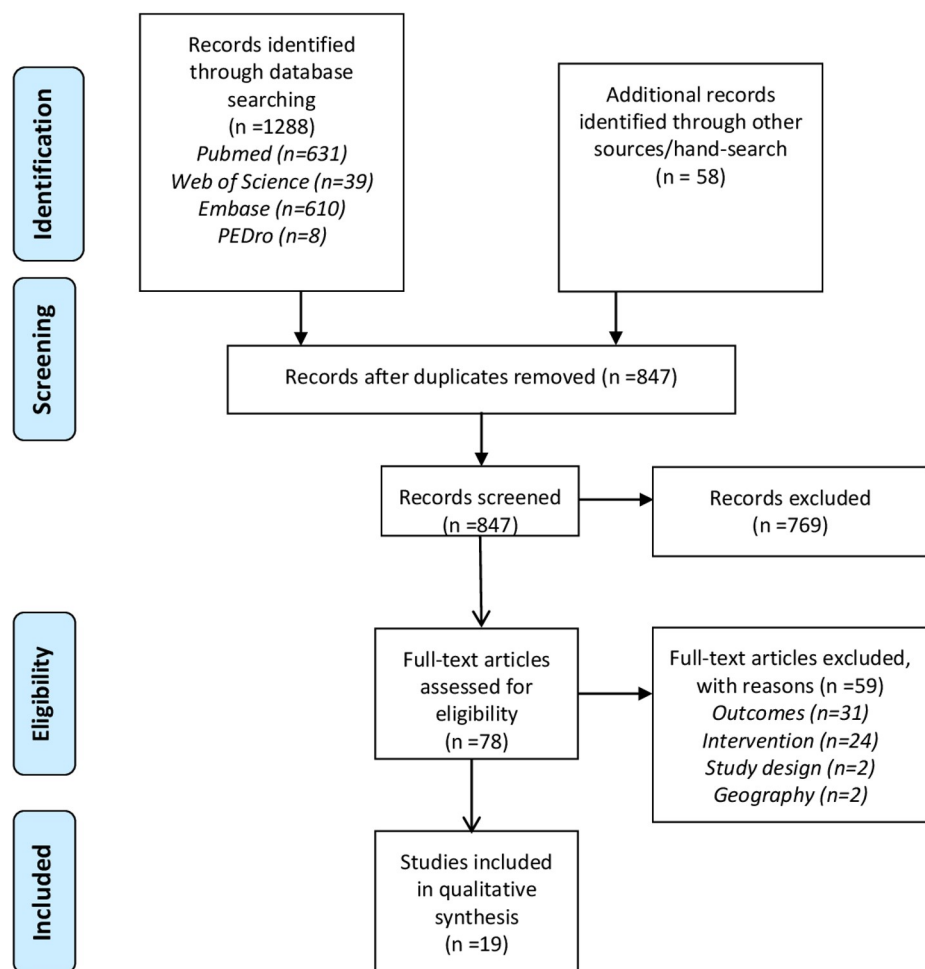 Identification
Records identified
through database
searching
(n =1288)
Pubmed (n=631)
Web of Science (n=39)
Embase (n=610)
PEDro (n=8)
Additional records
identified through other
sources/hand-search
(n = 58)
Screening
Records after duplicates removed (n =847)
Records screened
(n =847)
Records excluded
(n =769)
Eligibility
Full-text articles
assessed for
eligibility
(n =78)
Full-text articles excluded,
with reasons (n =59)
Outcomes (n=31)
Intervention (n=24)
Study design (n=2)
Geography (n=2)
Included
Studies included
in qualitative
synthesis
(n =19)